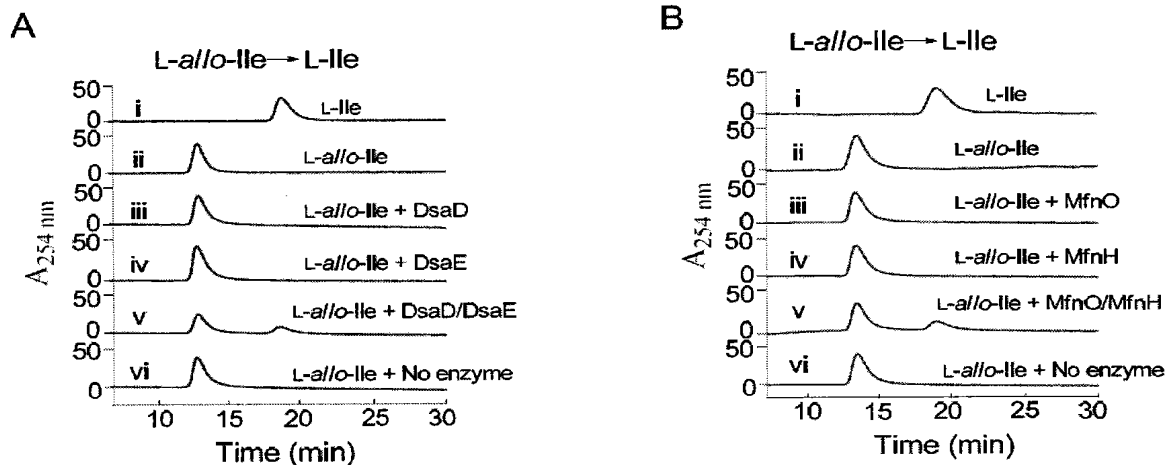 A
L-allo-Ile→L-Ile
50
0
i
L-Ile
50
0
ii
L-allo-Ile
50
0
iii
L-allo-Ile + DsaD
50
0
iv
L-allo-Ile + DsaE
50
0
v
L-allo-Ile + DsaD/DsaE
50
0
vi
L-allo-Ile + No enzyme
A254 nm
10 15 20 25 30
Time (min)
B
L-allo-Ile→L-Ile
50
0
i
L-Ile
50
0
ii
L-allo-Ile
50
0
iii
L-allo-Ile + MfnO
50
0
iv
L-allo-Ile + MfnH
50
0
v
L-allo-Ile + MfnO/MfnH
50
0
vi
L-allo-Ile + No enzyme
A254 nm
10 15 20 25 30
Time (min)